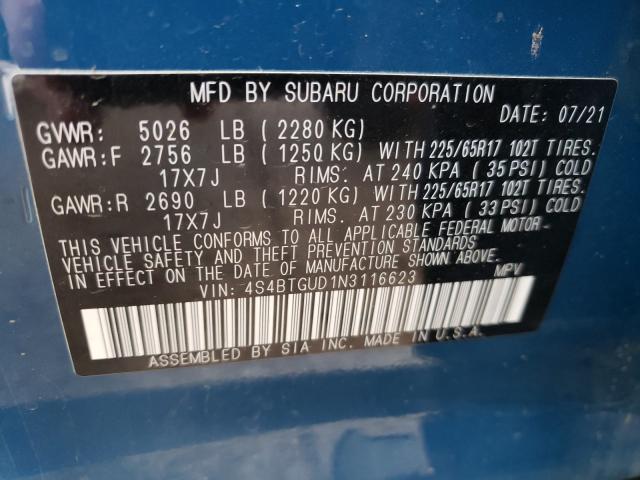 MFD BY SUBARU CORPORATION
DATE: 07/21
GVWR: 5026 LB ( 2280 KG)
GAWR:F 2756 LB ( 1250 KG) WITH 225/65R17 102T TIRES.
17X7J RIMS. AT 240 KPA ( 35 PSI) COLD
GAWR:R 2690 LB ( 1220 KG) WITH 225/65R17 102T TIRES.
17X7J RIMS. AT 230 KPA ( 33 PSI) COLD
THIS VEHICLE CONFORMS TO ALL APPLICABLE FEDERAL MOTOR
VEHICLE SAFETY, BUMPER, AND THEFT PREVENTION STANDARDS
IN EFFECT ON THE DATE OF MANUFACTURE SHOWN ABOVE.
VIN: 4S4BTGUD1N3116623 MPV
ASSEMBLED BY SIA INC. MADE IN U.S.A.